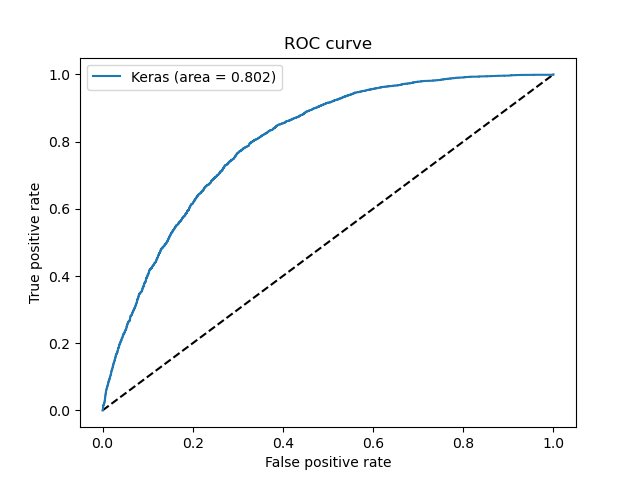 ROC curve
Keras (area = 0.802)
1.0
0.8
0.6
0.4
0.2
0.0
True positive rate
0.0 0.2 0.4 0.6 0.8 1.0
False positive rate